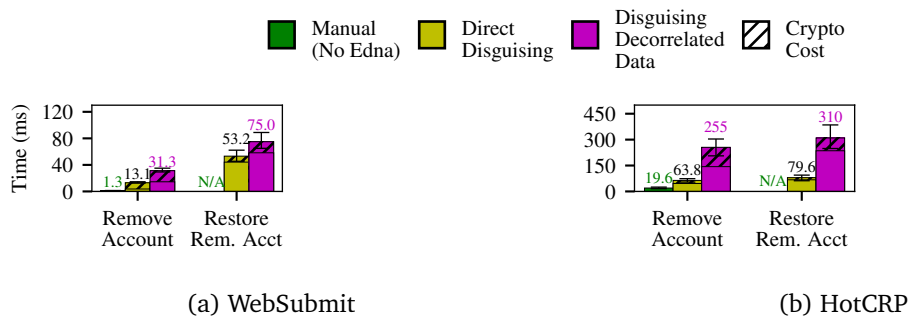 Manual
(No Edna)
Direct
Disguising
Disguising
Decorrelated
Data
Crypto
Cost
Time (ms)
120
80
40
0
1.3
13.1
31.3
N/A
53.2
75.0
Remove
Account
Restore
Rem. Acct
(a) WebSubmit
450
300
150
0
19.6
63.8
255
N/A
79.6
310
Remove
Account
Restore
Rem. Acct
(b) HotCRP